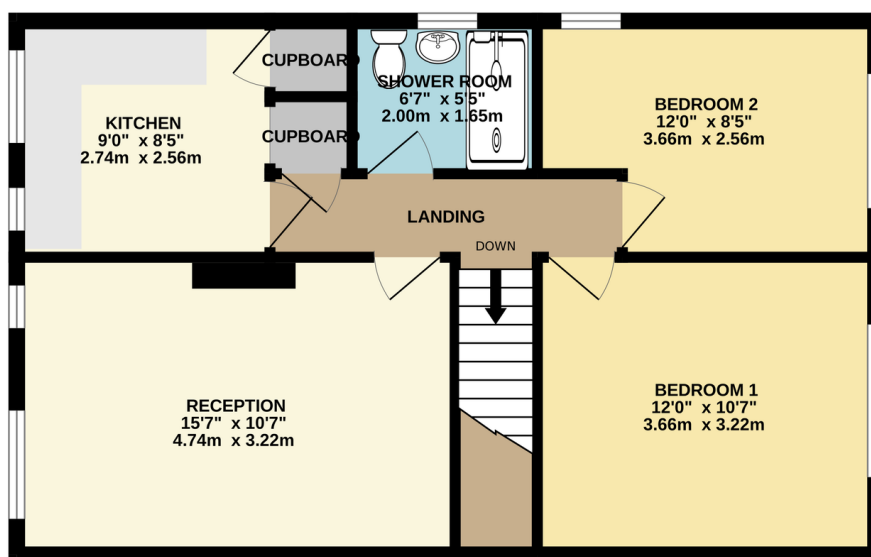 CUPBOARD
CUPBOARD
KITCHEN
9'0" x 8'5"
2.74m x 2.56m
SHOWER ROOM
6'7" x 5'5"
2.00m x 1.65m
BEDROOM 2
12'0" x 8'5"
3.66m x 2.56m
LANDING
DOWN
RECEPTION
15'7" x 10'7"
4.74m x 3.22m
BEDROOM 1
12'0" x 10'7"
3.66m x 3.22m